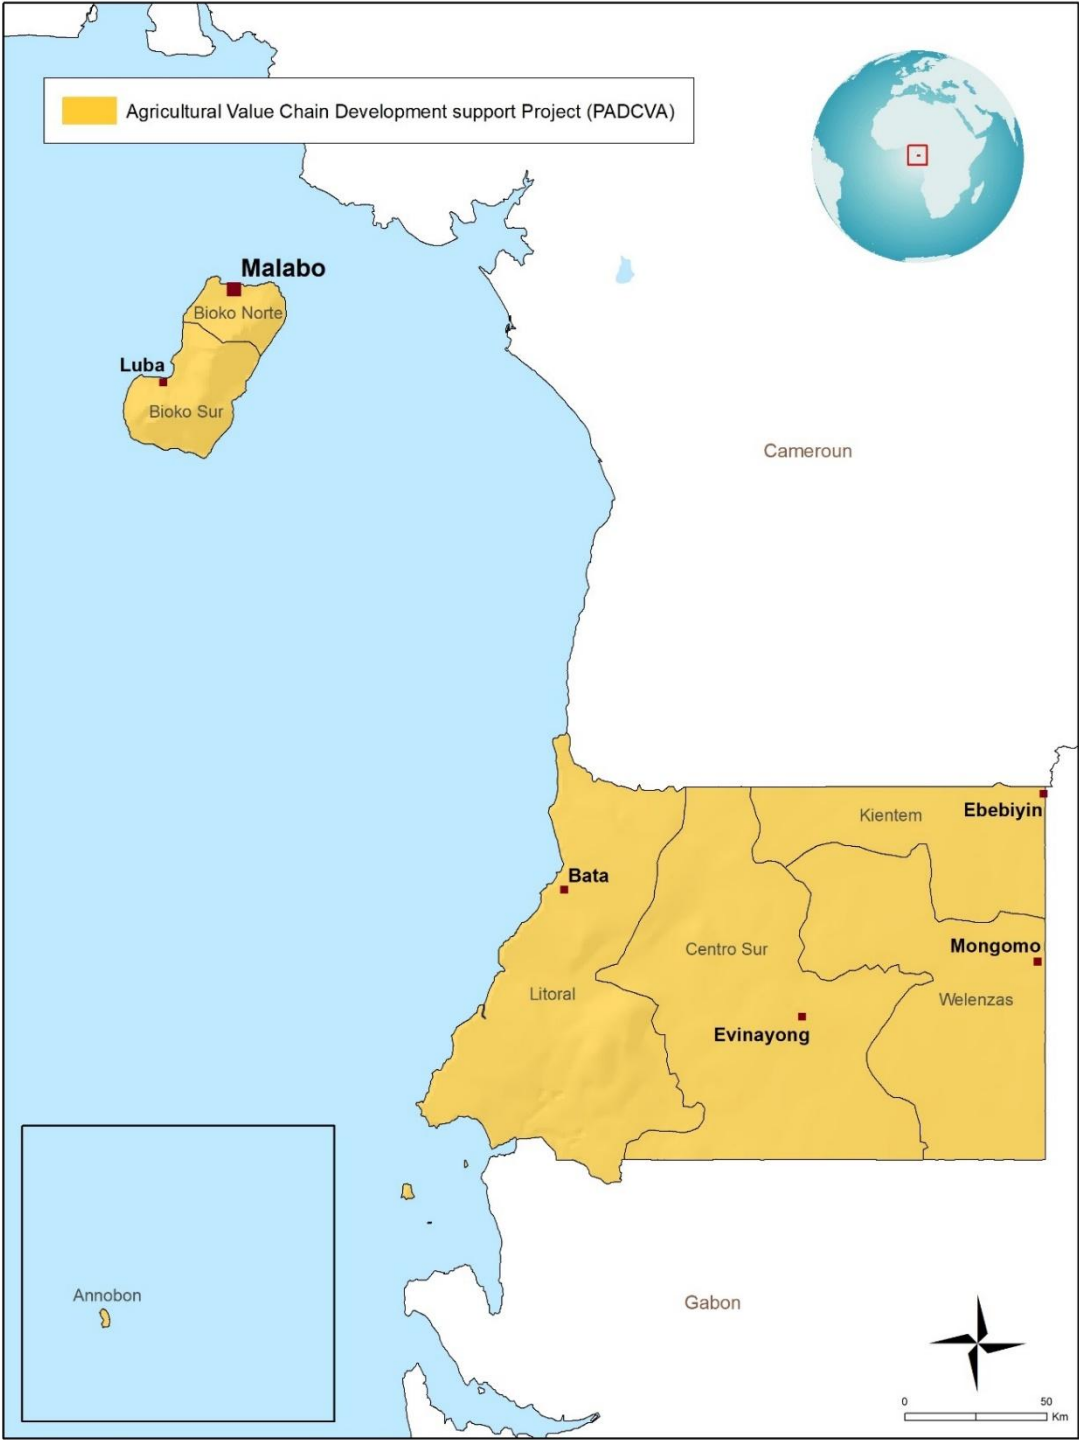 Agricultural Value Chain Development support Project (PADCVA)
Malabo
Bioko Norte
Luba
Bioko Sur
Cameroun
Kientem
Ebebiyin
Bata
Centro Sur
Mongomo
Litoral
Welenzas
Evinayong
Annobon
Gabon
0 50
Km